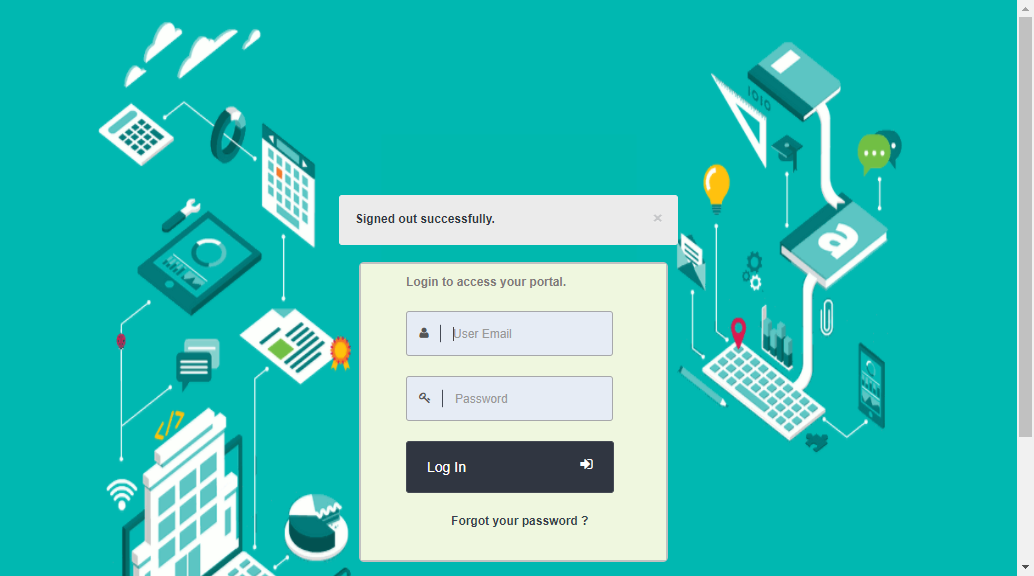 1010
Signed out successfully. ×
a
Login to access your portal.
User Email
Password
</>
Log In
Forgot your password ?